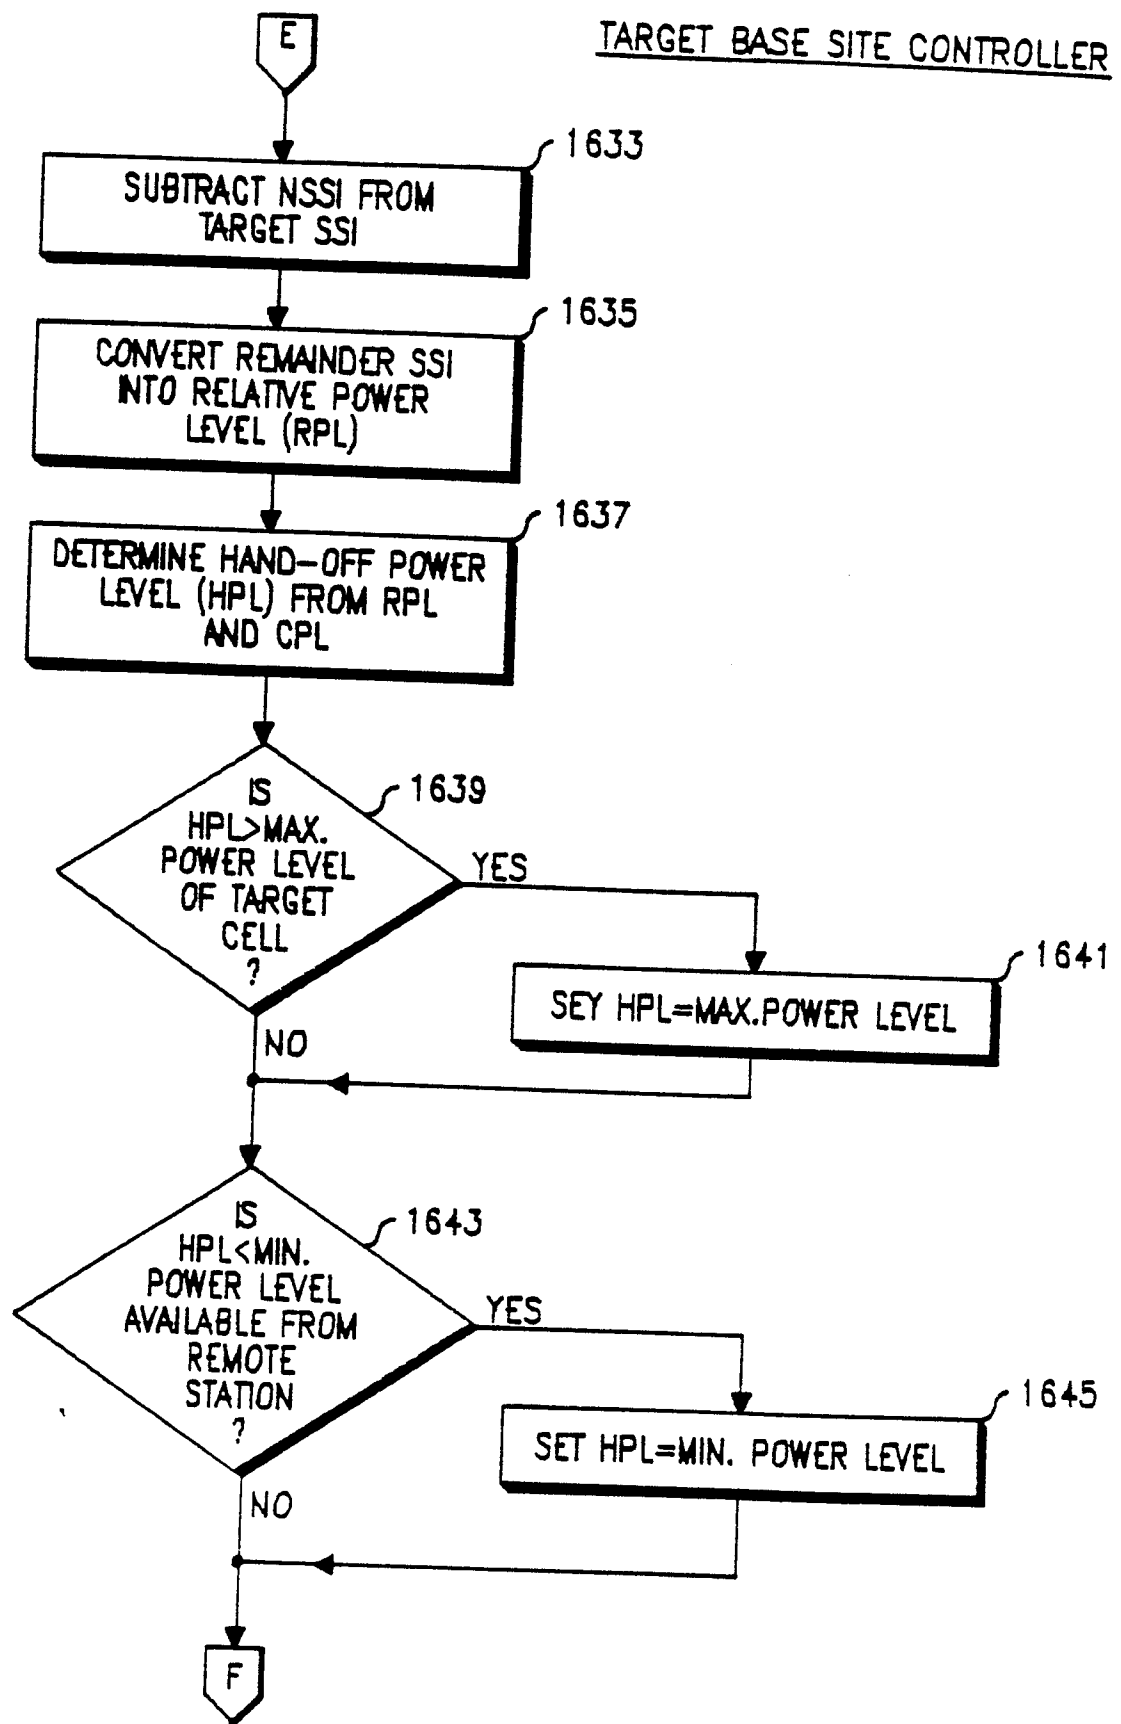 E
TARGET BASE SITE CONTROLLER
1633
SUBTRACT NSSI FROM
TARGET SSI
1635
CONVERT REMAINDER SSI
INTO RELATIVE POWER
LEVEL (RPL)
1637
DETERMINE HAND-OFF POWER
LEVEL (HPL) FROM RPL
AND CPL
1639
IS
HPL>MAX.
POWER LEVEL
OF TARGET
CELL
?
YES
1641
SEY HPL=MAX.POWER LEVEL
NO
1643
IS
HPL<MIN.
POWER LEVEL
AVAILABLE FROM
REMOTE
STATION
?
YES
1645
SET HPL=MIN. POWER LEVEL
NO
F